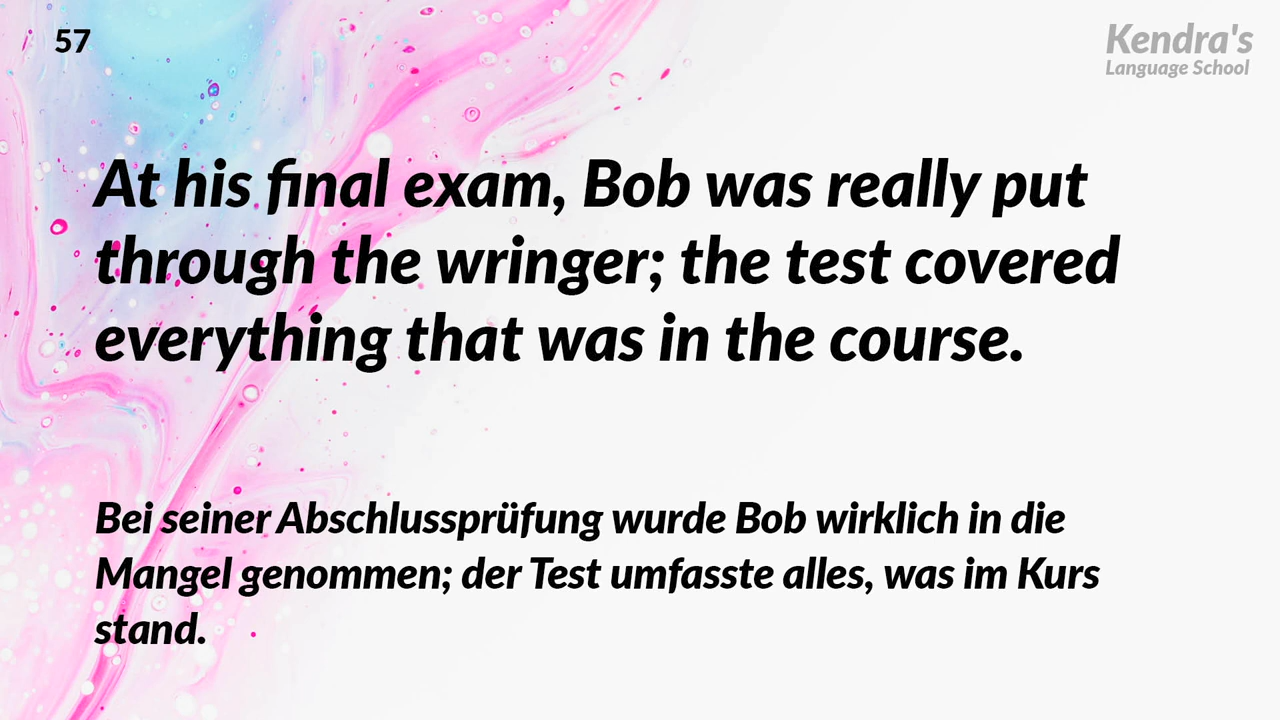 57
Kendra's
Language School
At his final exam, Bob was really put
through the wringer; the test covered
everything that was in the course.
Bei seiner Abschlussprüfung wurde Bob wirklich in die
Mangel genommen; der Test umfasste alles, was im Kurs
stand.